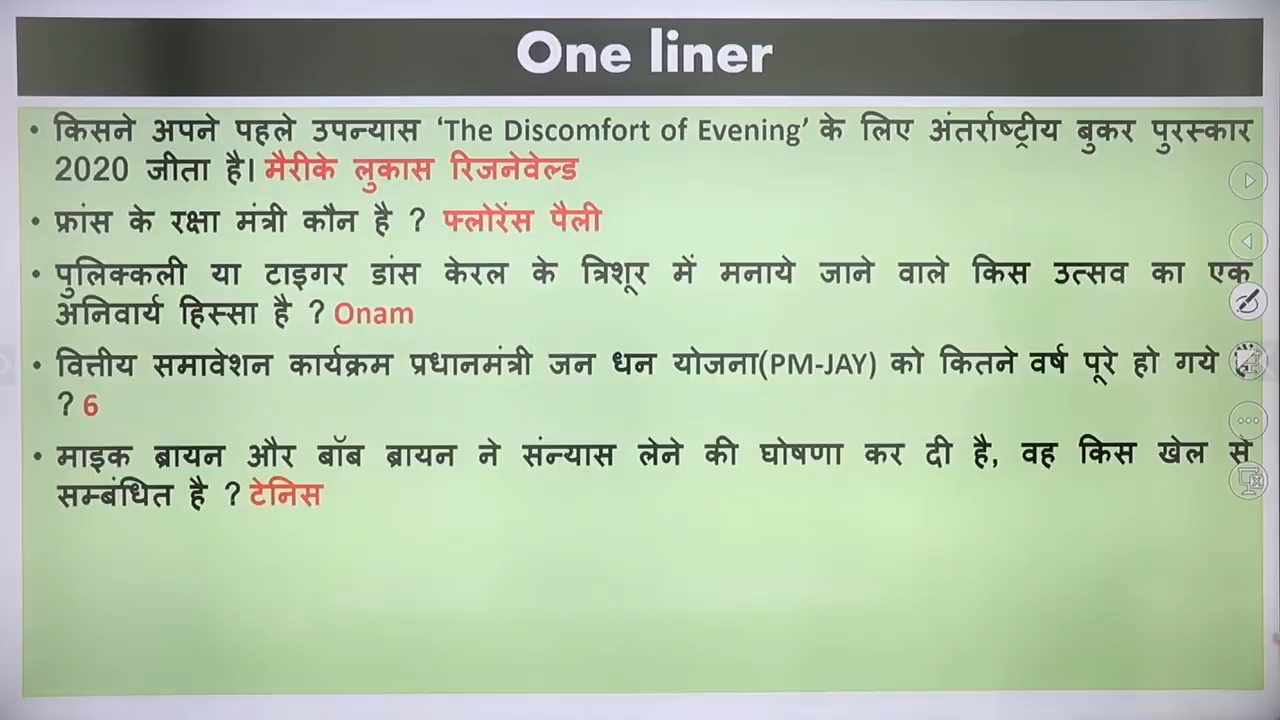 One liner
• किसने अपने पहले उपन्यास ‘The Discomfort of Evening’ के लिए अंतर्राष्ट्रीय बुकर पुरस्कार
2020 जीता है। मैरीके लुकास रिजनेवेल्ड
• फ्रांस के रक्षा मंत्री कौन है ? फ्लोरेंस पैली
• पुलिक्कली या टाइगर डांस केरल के त्रिशूर में मनाये जाने वाले किस उत्सव का एक
अनिवार्य हिस्सा है ? Onam
• वित्तीय समावेशन कार्यक्रम प्रधानमंत्री जन धन योजना(PM-JAY) को कितने वर्ष पूरे हो गये
? 6
• माइक ब्रायन और बॉब ब्रायन ने संन्यास लेने की घोषणा कर दी है, वह किस खेल से
सम्बंधित है ? टेनिस